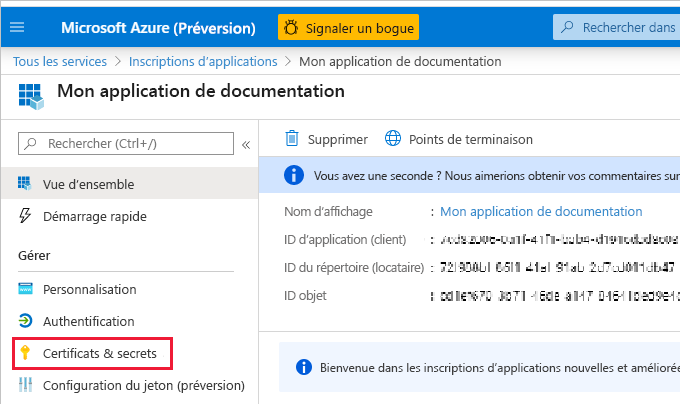 Microsoft Azure (Préversion)
Signaler un bogue
Rechercher dans
Tous les services > Inscriptions d'applications > Mon application de documentation
Mon application de documentation
Rechercher (Ctrl+/)
«
Supprimer
Points de terminaison
Vue d'ensemble
Vous avez une seconde ? Nous aimerions obtenir vos commentaires sur
Démarrage rapide
Nom d'affichage : Mon application de documentation
ID d'application (client) :
Gérer
ID du répertoire (locataire) :
Personnalisation
ID objet :
Authentification
Certificats & secrets
Bienvenue dans les inscriptions d'applications nouvelles et améliorée
Configuration du jeton (préversion)